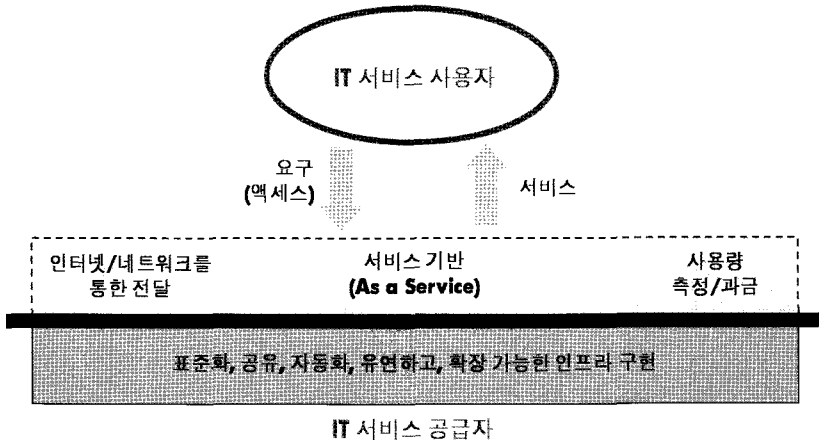 IT 서비스 사용자
요구
(액세스)
서비스
인터넷/네트워크를
통한 전달
서비스 기반
(As a Service)
사용량
측정/과금
표준화, 공유, 자동화, 유연하고, 확장 가능한 인프라 구현
IT 서비스 공급자